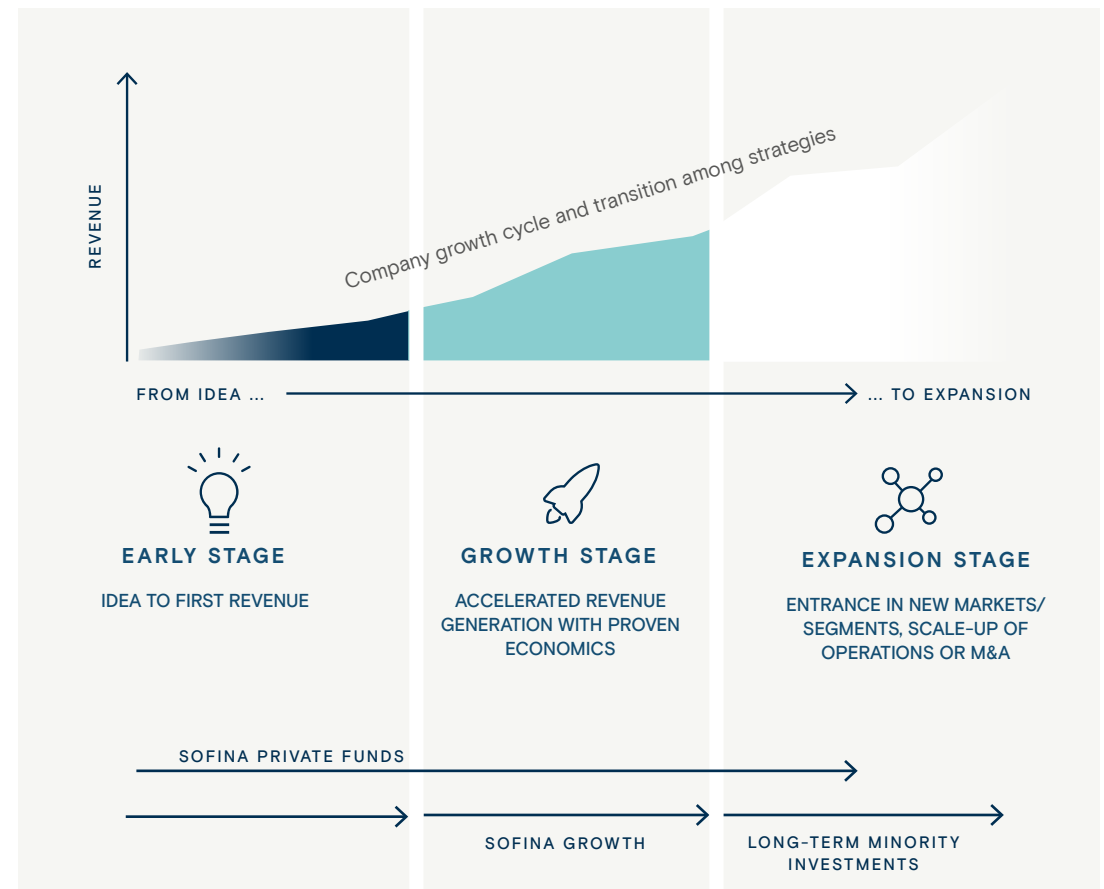 REVENUE
Company growth cycle and transition among strategies
FROM IDEA ...
... TO EXPANSION
EARLY STAGE
IDEA TO FIRST REVENUE
GROWTH STAGE
ACCELERATED REVENUE
GENERATION WITH PROVEN
ECONOMICS
EXPANSION STAGE
ENTRANCE IN NEW MARKETS/
SEGMENTS, SCALE-UP OF
OPERATIONS OR M&A
SOFINA PRIVATE FUNDS
SOFINA GROWTH
LONG-TERM MINORITY
INVESTMENTS